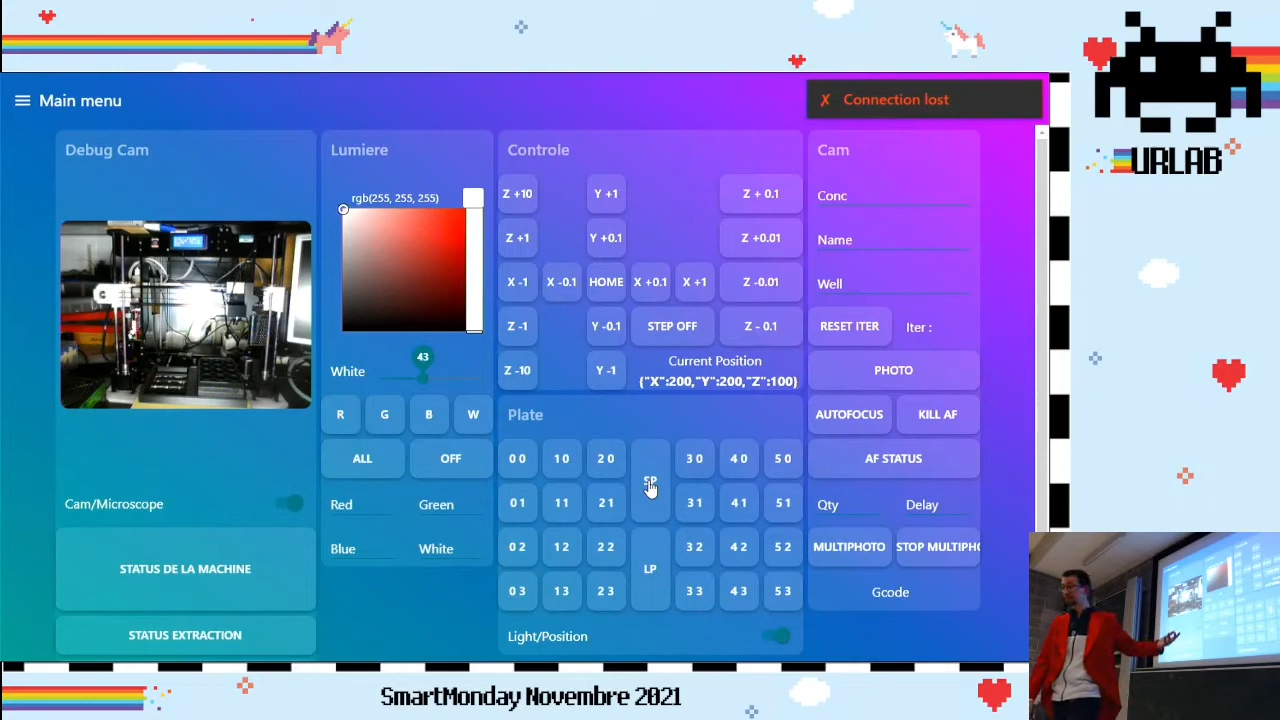 Main menu
✗ Connection lost
URLAB
Debug Cam
Cam/Microscope
STATUS DE LA MACHINE
STATUS EXTRACTION
Lumiere
rgb(255, 255, 255)
43
White
R G B W
ALL OFF
Red Green
Blue White
Controle
Z +10 Y +1 Z + 0.1
Z +1 Y +0.1 Z +0.01
X -1 X -0.1 HOME X +0.1 X +1 Z -0.01
Z -1 Y -0.1 STEP OFF Z - 0.1
Z -10 Y -1
Current Position
{"X":200,"Y":200,"Z":100}
Plate
0 0 1 0 2 0 SP 3 0 4 0 5 0
0 1 1 1 2 1 3 1 4 1 5 1
0 2 1 2 2 2 LP 3 2 4 2 5 2
0 3 1 3 2 3 3 3 4 3 5 3
Light/Position
Cam
Conc
Name
Well
RESET ITER Iter :
PHOTO
AUTOFOCUS KILL AF
AF STATUS
Qty Delay
MULTIPHOTO STOP MULTIPHO
Gcode
SmartMonday Novembre 2021